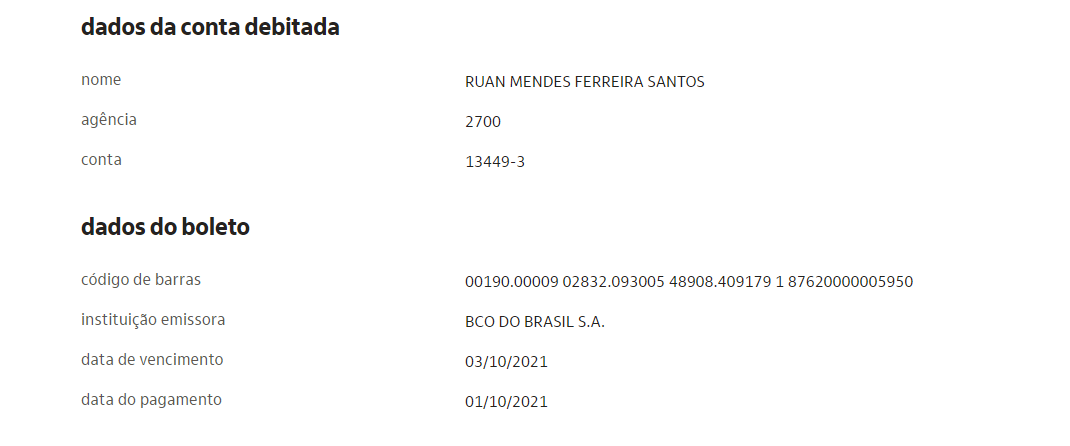 dados da conta debitada
nome RUAN MENDES FERREIRA SANTOS
agência 2700
conta 13449-3
dados do boleto
código de barras 00190.00009 02832.093005 48908.409179 1 87620000005950
instituição emissora BCO DO BRASIL S.A.
data de vencimento 03/10/2021
data do pagamento 01/10/2021